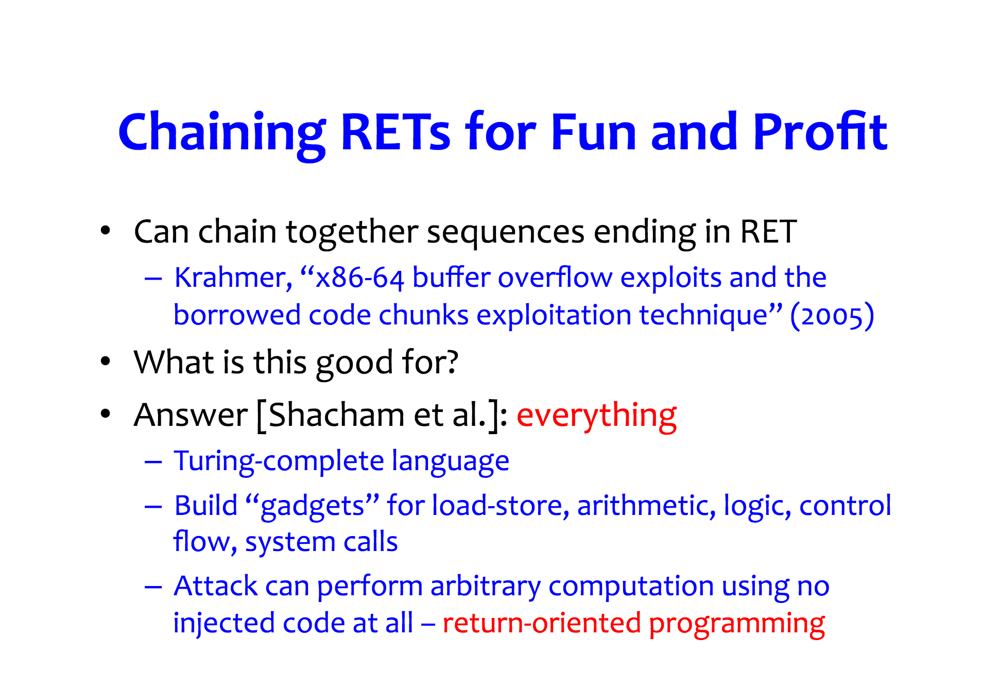 Chaining RETs for Fun and Profit
• Can chain together sequences ending in RET
– Krahmer, “x86-64 buffer overflow exploits and the
borrowed code chunks exploitation technique” (2005)
• What is this good for?
• Answer [Shacham et al.]: everything
– Turing-complete language
– Build “gadgets” for load-store, arithmetic, logic, control
flow, system calls
– Attack can perform arbitrary computation using no
injected code at all – return-oriented programming